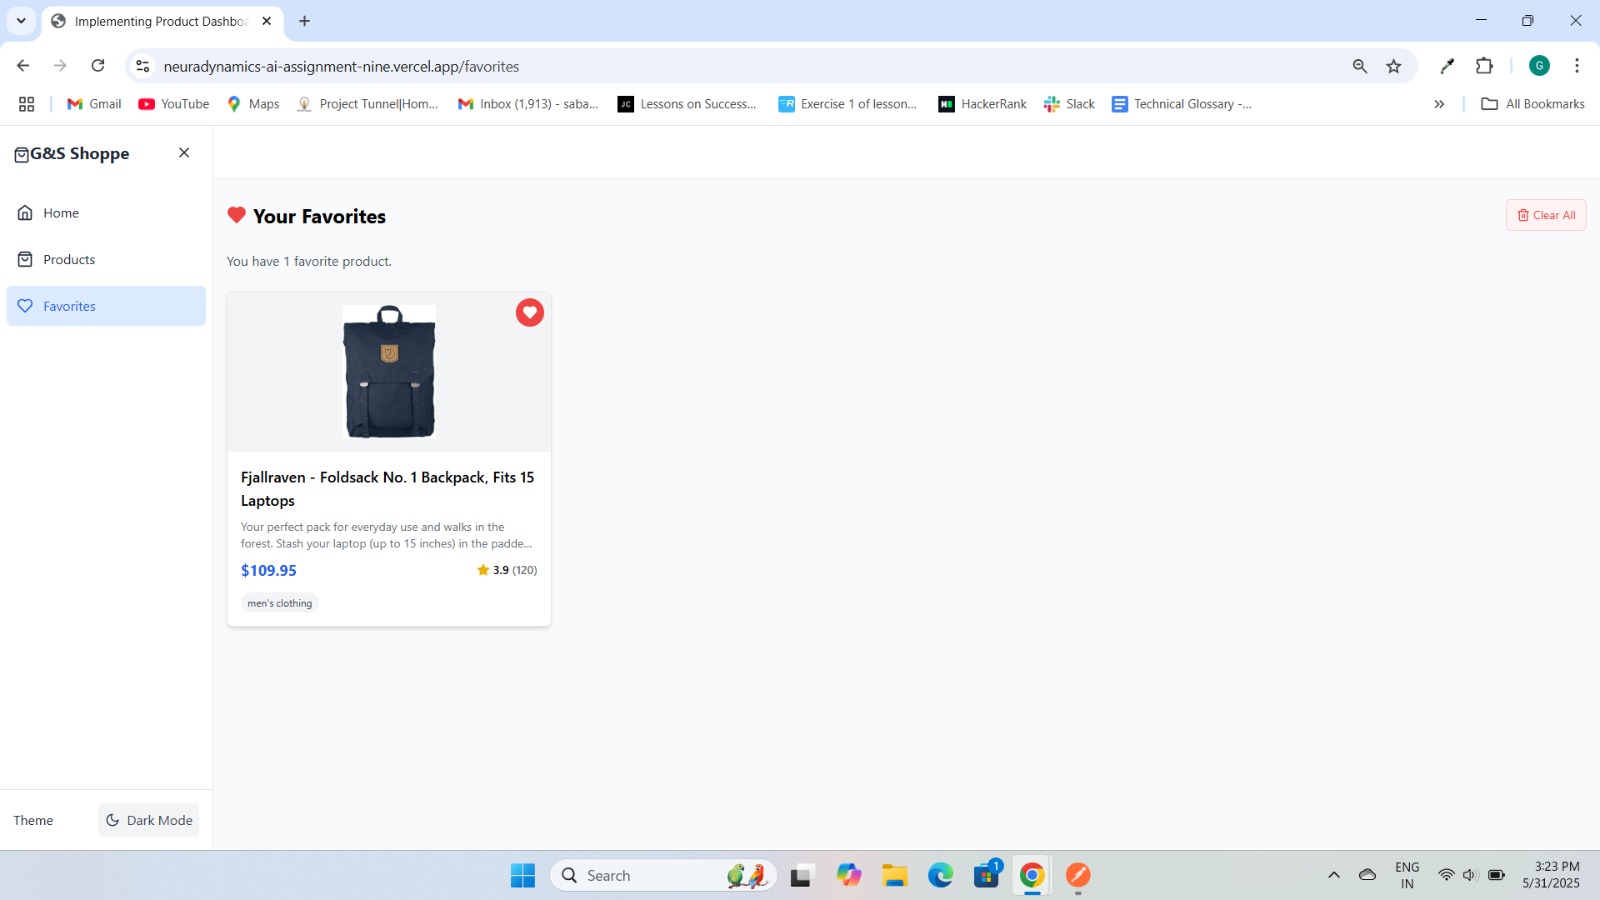 Implementing Product Dashboa
neuradynamics-ai-assignment-nine.vercel.app/favorites
G
Gmail
YouTube
Maps
Project Tunnel|Hom...
Inbox (1,913) - saba...
JC
Lessons on Success...
Exercise 1 of lesson...
HackerRank
Slack
Technical Glossary -...
All Bookmarks
G&S Shoppe
Home
Products
Favorites
Your Favorites
Clear All
You have 1 favorite product.
Fjallraven - Foldsack No. 1 Backpack, Fits 15
Laptops
Your perfect pack for everyday use and walks in the
forest. Stash your laptop (up to 15 inches) in the padde...
$109.95
3.9 (120)
men's clothing
Theme
Dark Mode
Search
1
ENG
IN
3:23 PM
5/31/2025